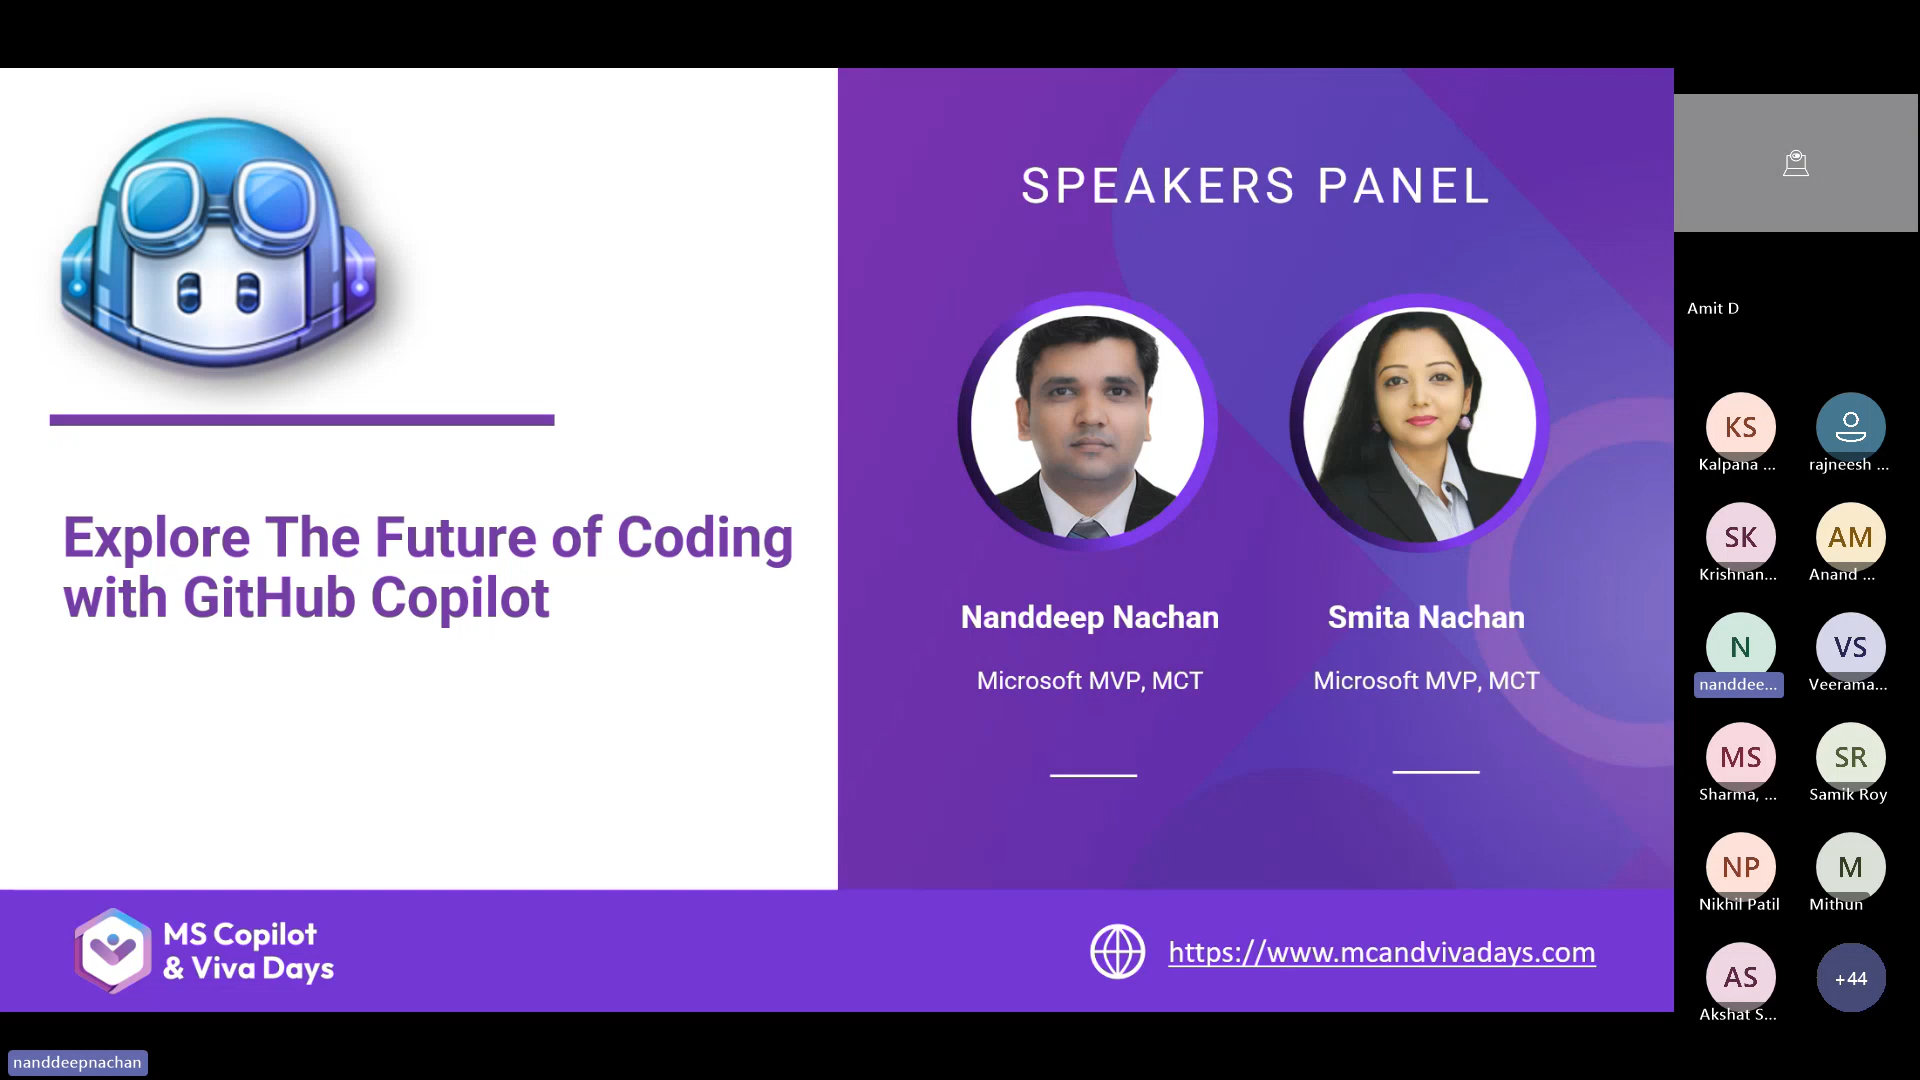 SPEAKERS PANEL
Explore The Future of Coding
with GitHub Copilot
Nanddeep Nachan
Microsoft MVP, MCT
Smita Nachan
Microsoft MVP, MCT
MS Copilot
& Viva Days
https://www.mcandvivadays.com
Amit D
KS
Kalpana ...
rajneesh ...
SK
Krishnan...
AM
Anand ...
N
nanddee...
VS
Veerama...
MS
Sharma, ...
SR
Samik Roy
NP
Nikhil Patil
M
Mithun
AS
Akshat S...
+44
nanddeepnachan